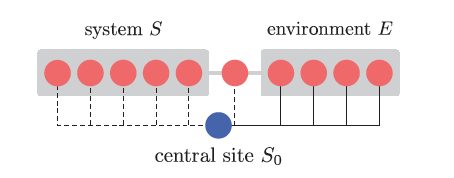 system S
environment E
central site S₀